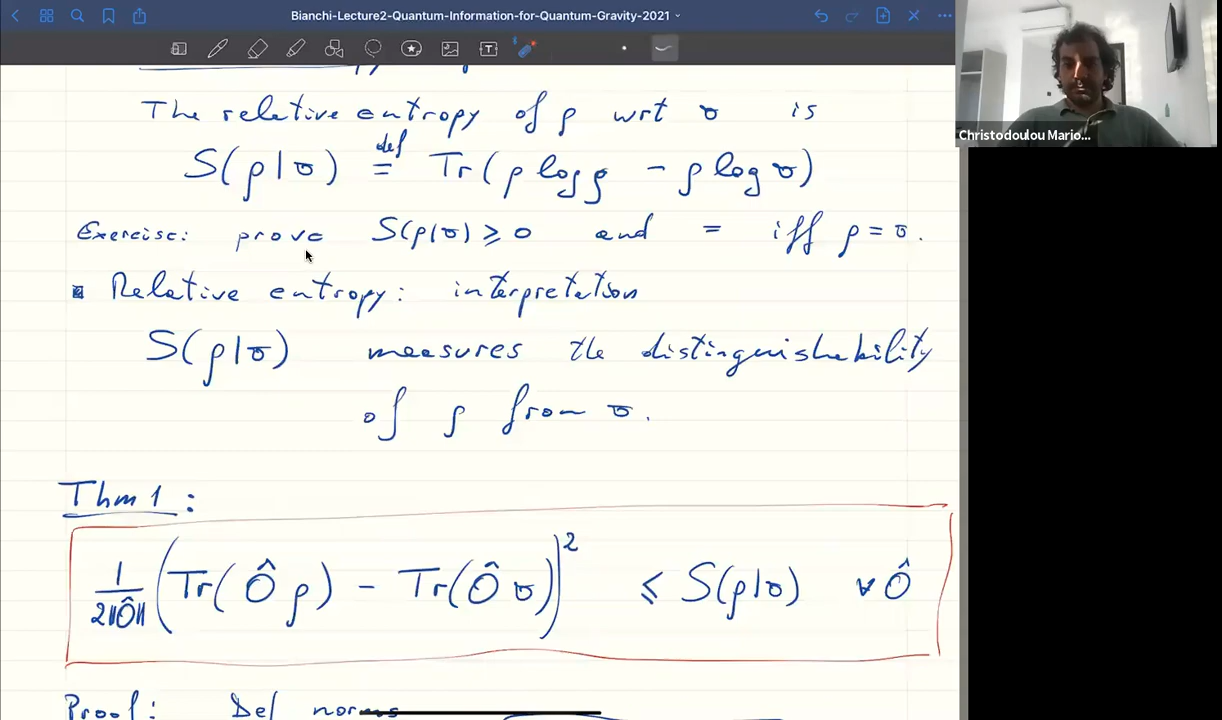 Bianchi-Lecture2-Quantum-Information-for-Quantum-Gravity-2021
Christodoulou Mario...
The relative entropy of ρ wrt σ is
S(ρ|σ) def= Tr(ρ log ρ − ρ log σ)
Exercise: prove S(ρ|σ) ⩾ 0 and = iff ρ = σ.
Relative entropy: interpretation
S(ρ|σ) measures the distinguishability
of ρ from σ.
Thm 1:
1/2‖Ô‖ (Tr(Ô ρ) − Tr(Ô σ))² ⩽ S(ρ|σ) ∀ Ô
Proof: Def norms